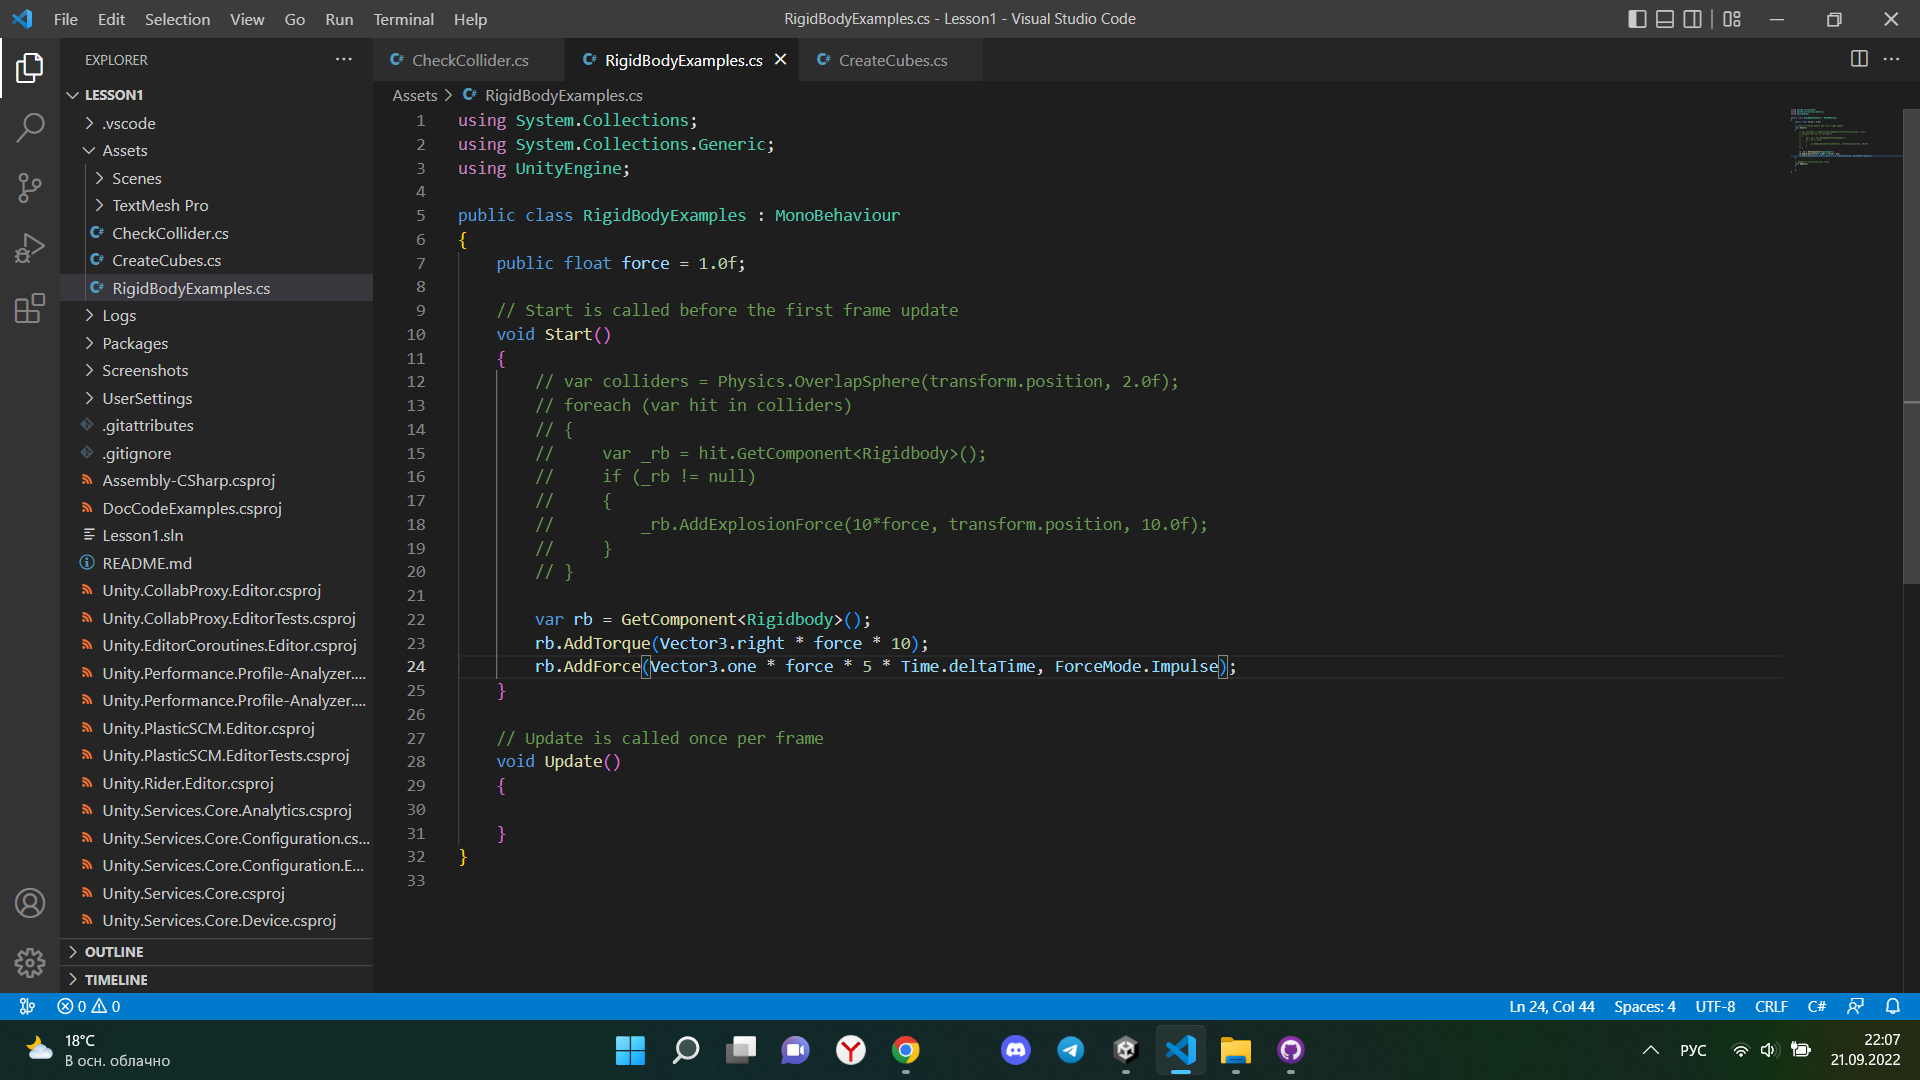 File Edit Selection View Go Run Terminal Help
RigidBodyExamples.cs - Lesson1 - Visual Studio Code
EXPLORER
LESSON1
.vscode
Assets
Scenes
TextMesh Pro
CheckCollider.cs
CreateCubes.cs
RigidBodyExamples.cs
Logs
Packages
Screenshots
UserSettings
.gitattributes
.gitignore
Assembly-CSharp.csproj
DocCodeExamples.csproj
Lesson1.sln
README.md
Unity.CollabProxy.Editor.csproj
Unity.CollabProxy.EditorTests.csproj
Unity.EditorCoroutines.Editor.csproj
Unity.Performance.Profile-Analyzer....
Unity.Performance.Profile-Analyzer....
Unity.PlasticSCM.Editor.csproj
Unity.PlasticSCM.EditorTests.csproj
Unity.Rider.Editor.csproj
Unity.Services.Core.Analytics.csproj
Unity.Services.Core.Configuration.cs...
Unity.Services.Core.Configuration.E...
Unity.Services.Core.csproj
Unity.Services.Core.Device.csproj
OUTLINE
TIMELINE
CheckCollider.cs RigidBodyExamples.cs CreateCubes.cs
Assets > RigidBodyExamples.cs
1 using System.Collections;
2 using System.Collections.Generic;
3 using UnityEngine;
4
5 public class RigidBodyExamples : MonoBehaviour
6 {
7 public float force = 1.0f;
8
9 // Start is called before the first frame update
10 void Start()
11 {
12 // var colliders = Physics.OverlapSphere(transform.position, 2.0f);
13 // foreach (var hit in colliders)
14 // {
15 // var _rb = hit.GetComponent<Rigidbody>();
16 // if (_rb != null)
17 // {
18 // _rb.AddExplosionForce(10*force, transform.position, 10.0f);
19 // }
20 // }
21
22 var rb = GetComponent<Rigidbody>();
23 rb.AddTorque(Vector3.right * force * 10);
24 rb.AddForce(Vector3.one * force * 5 * Time.deltaTime, ForceMode.Impulse);
25 }
26
27 // Update is called once per frame
28 void Update()
29 {
30
31 }
32 }
33
0 0
Ln 24, Col 44 Spaces: 4 UTF-8 CRLF C#
18°C
В осн. облачно
РУС
22:07
21.09.2022